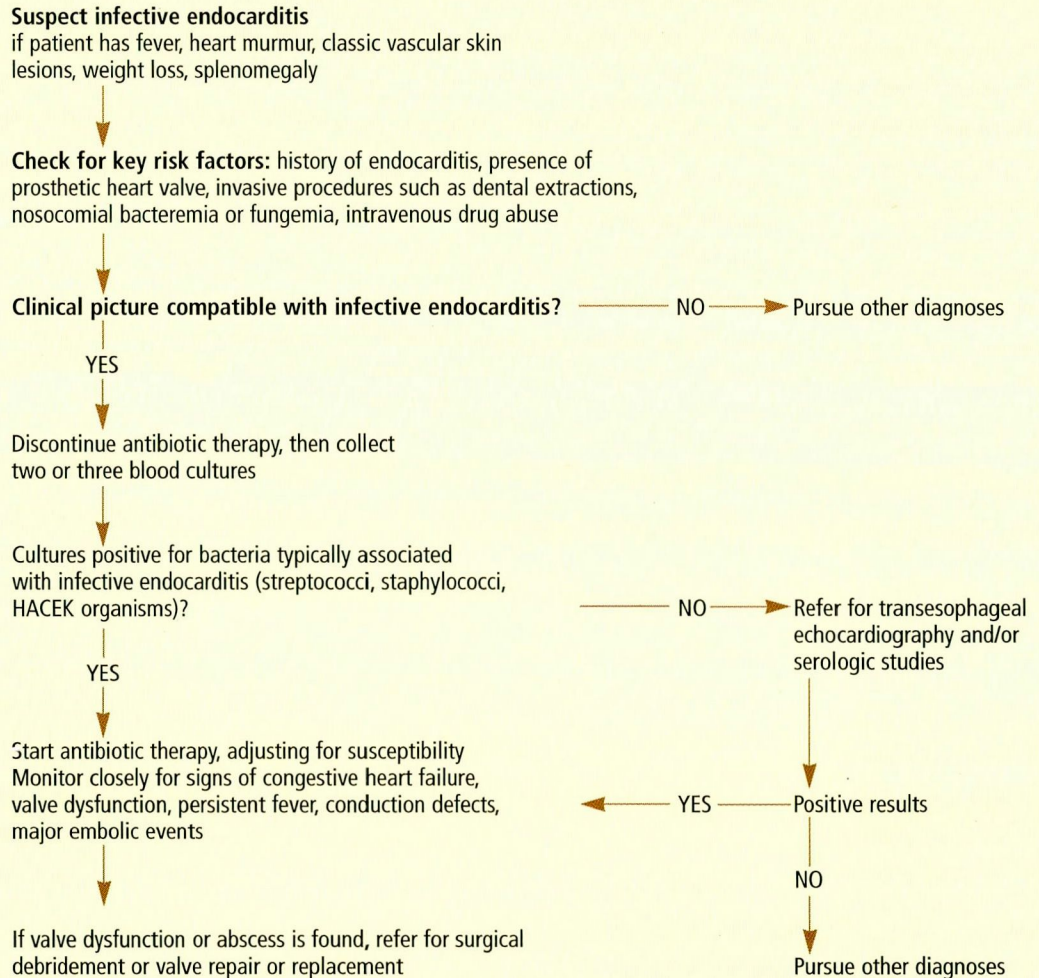 Suspect infective endocarditis
if patient has fever, heart murmur, classic vascular skin
lesions, weight loss, splenomegaly
Check for key risk factors: history of endocarditis, presence of
prosthetic heart valve, invasive procedures such as dental extractions,
nosocomial bacteremia or fungemia, intravenous drug abuse
Clinical picture compatible with infective endocarditis?
NO
Pursue other diagnoses
YES
Discontinue antibiotic therapy, then collect
two or three blood cultures
Cultures positive for bacteria typically associated
with infective endocarditis (streptococci, staphylococci,
HACEK organisms)?
NO
Refer for transesophageal
echocardiography and/or
serologic studies
YES
Start antibiotic therapy, adjusting for susceptibility
Monitor closely for signs of congestive heart failure,
valve dysfunction, persistent fever, conduction defects,
major embolic events
YES
Positive results
NO
If valve dysfunction or abscess is found, refer for surgical
debridement or valve repair or replacement
Pursue other diagnoses